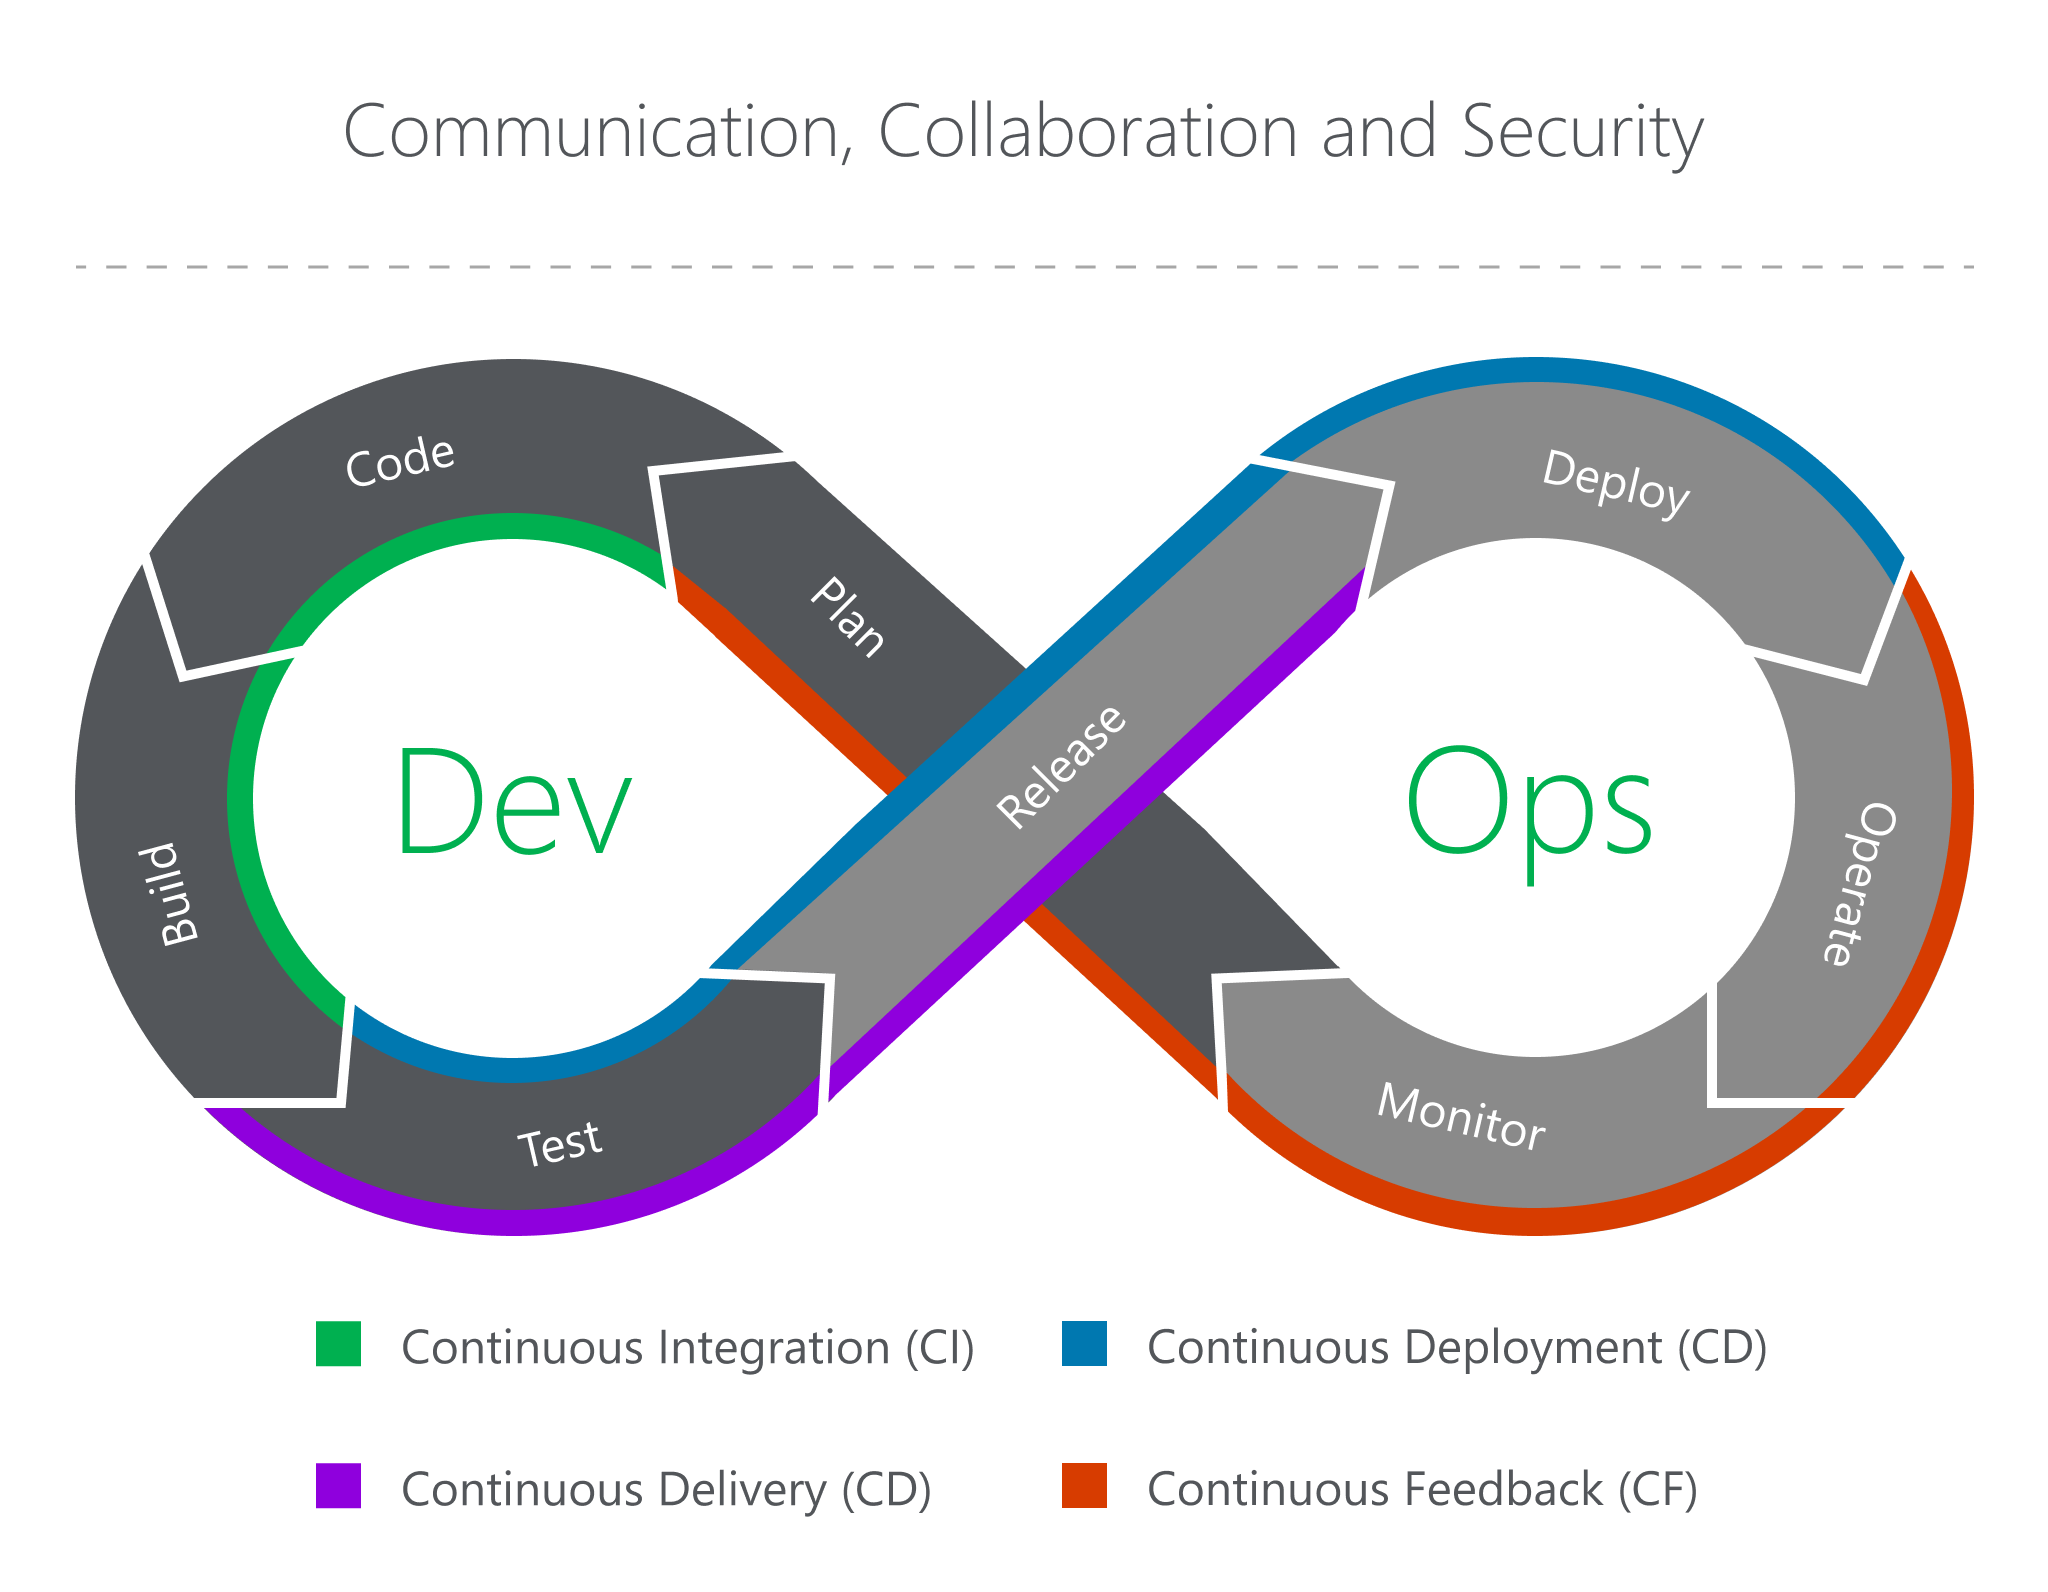 Communication, Collaboration and Security
Code
Plan
Build
Test
Dev
Release
Deploy
Ops
Operate
Monitor
Continuous Integration (CI)
Continuous Deployment (CD)
Continuous Delivery (CD)
Continuous Feedback (CF)